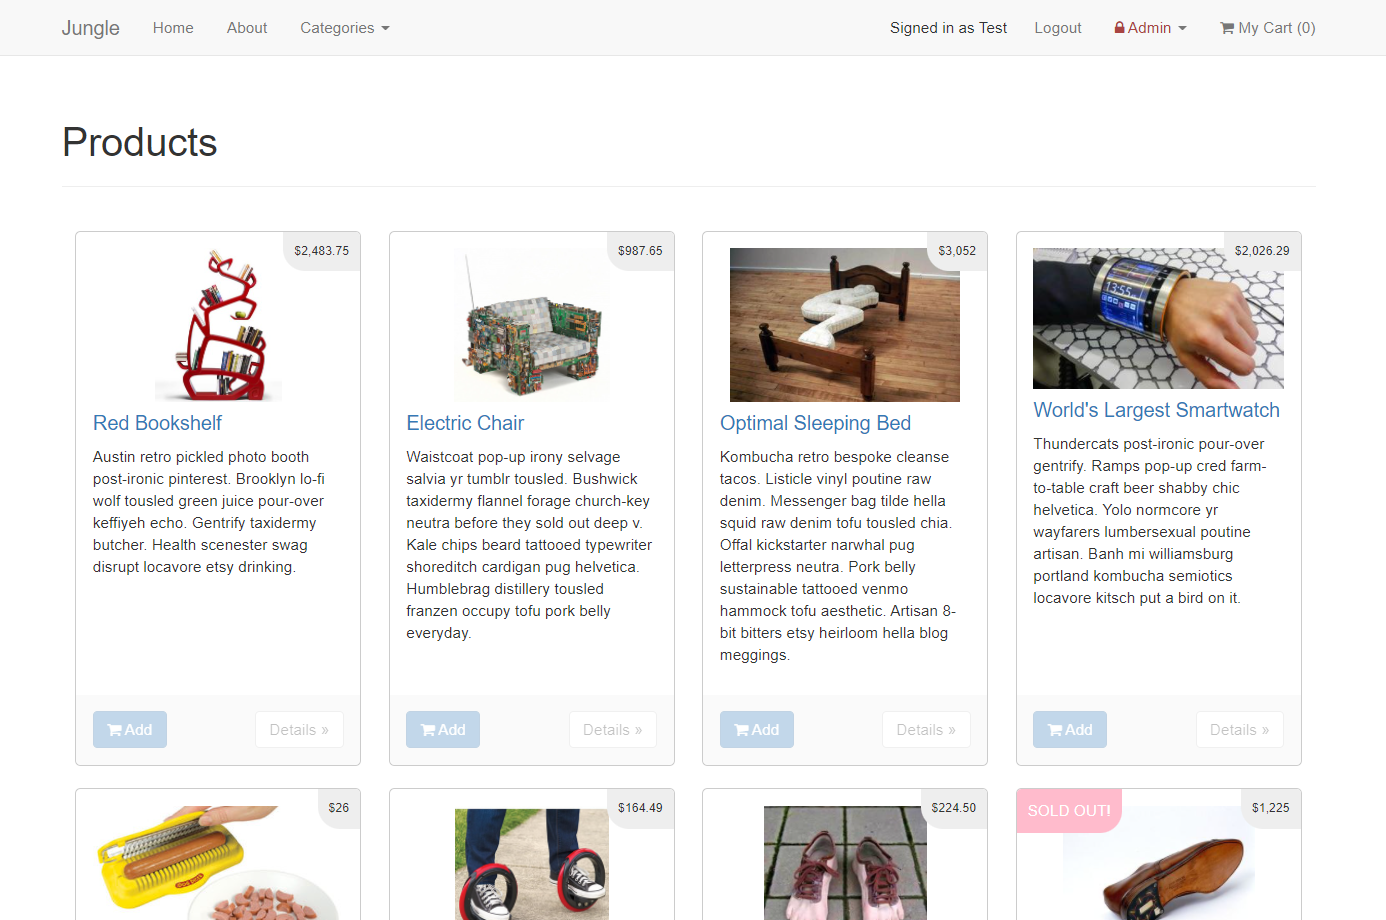 Jungle Home About Categories Signed in as Test Logout Admin My Cart (0)
Products
$2,483.75
Red Bookshelf
Austin retro pickled photo booth
post-ironic pinterest. Brooklyn lo-fi
wolf tousled green juice pour-over
keffiyeh echo. Gentrify taxidermy
butcher. Health scenester swag
disrupt locavore etsy drinking.
Add Details »
$987.65
Electric Chair
Waistcoat pop-up irony selvage
salvia yr tumblr tousled. Bushwick
taxidermy flannel forage church-key
neutra before they sold out deep v.
Kale chips beard tattooed typewriter
shoreditch cardigan pug helvetica.
Humblebrag distillery tousled
franzen occupy tofu pork belly
everyday.
Add Details »
$3,052
Optimal Sleeping Bed
Kombucha retro bespoke cleanse
tacos. Listicle vinyl poutine raw
denim. Messenger bag tilde hella
squid raw denim tofu tousled chia.
Offal kickstarter narwhal pug
letterpress neutra. Pork belly
sustainable tattooed venmo
hammock tofu aesthetic. Artisan 8-
bit bitters etsy heirloom hella blog
meggings.
Add Details »
$2,026.29
13:55
World's Largest Smartwatch
Thundercats post-ironic pour-over
gentrify. Ramps pop-up cred farm-
to-table craft beer shabby chic
helvetica. Yolo normcore yr
wayfarers lumbersexual poutine
artisan. Banh mi williamsburg
portland kombucha semiotics
locavore kitsch put a bird on it.
Add Details »
$26
$164.49
$224.50
SOLD OUT!
$1,225